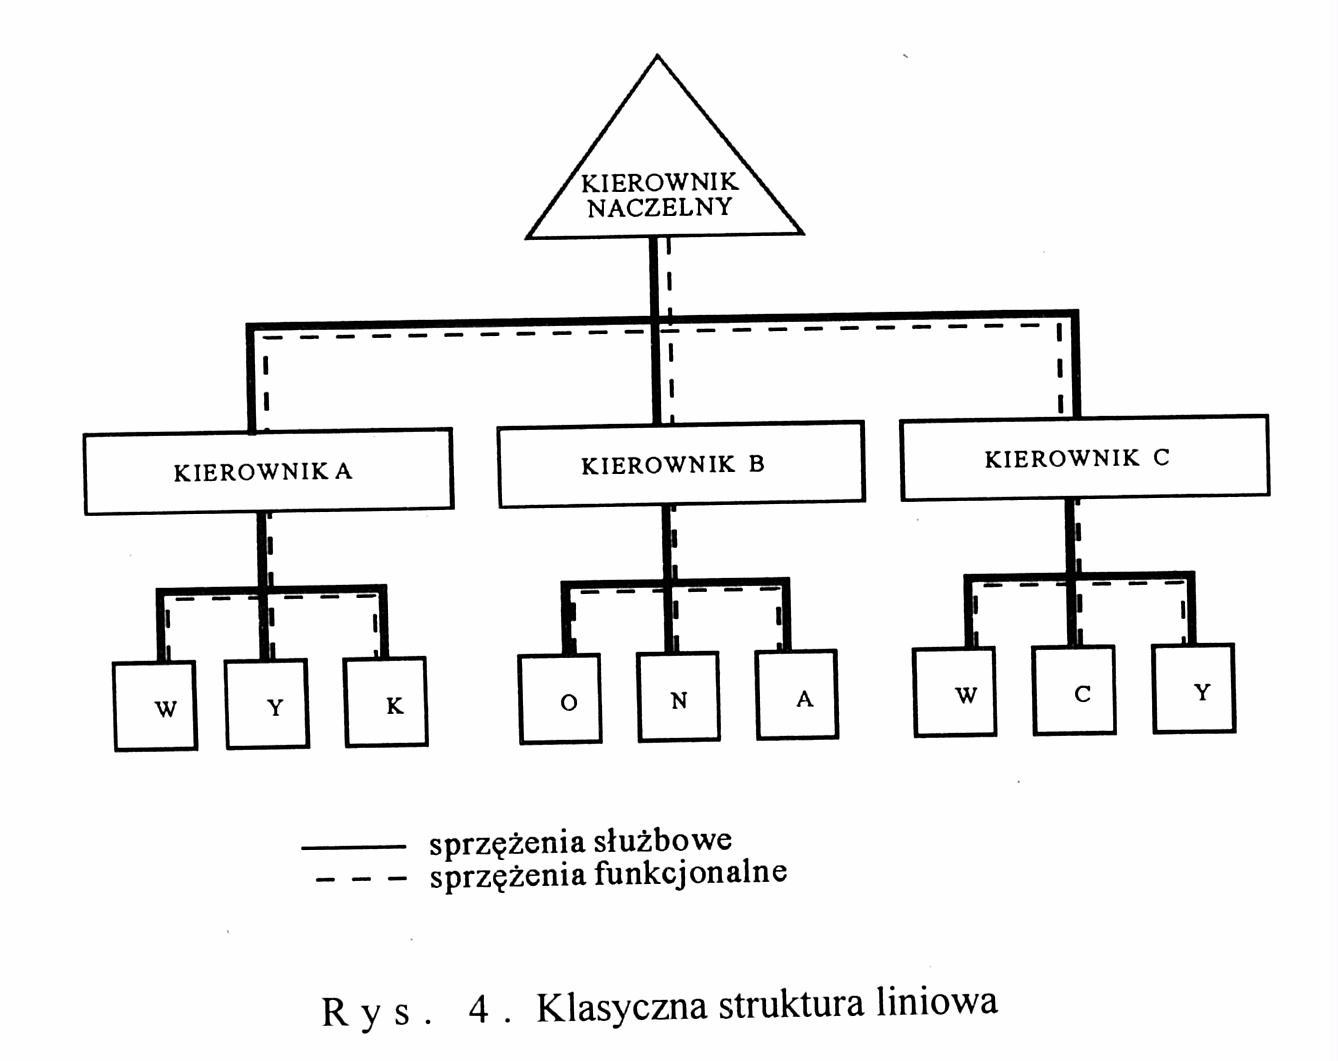 KIEROWNIK
NACZELNY
KIEROWNIK A
KIEROWNIK B
KIEROWNIK C
W Y K O N A W C Y
sprzężenia służbowe
sprzężenia funkcjonalne
Rys. 4. Klasyczna struktura liniowa